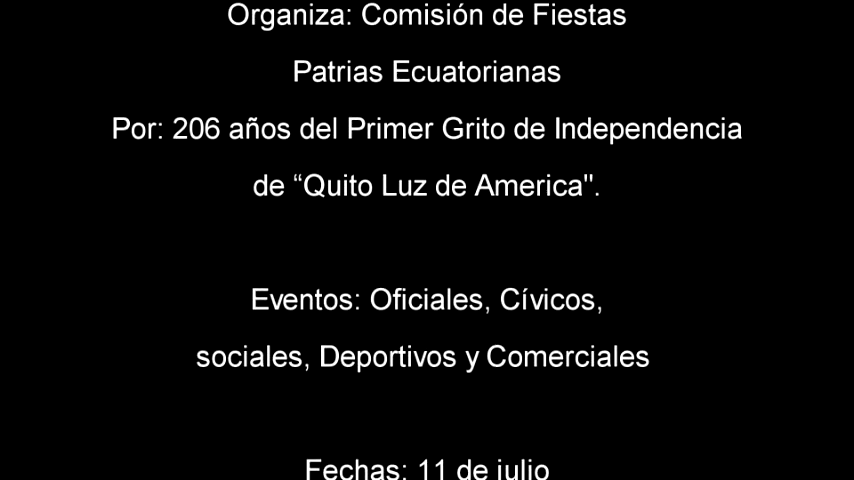 Organiza: Comisión de Fiestas
Patrias Ecuatorianas
Por: 206 años del Primer Grito de Independencia
de “Quito Luz de America".
Eventos: Oficiales, Cívicos,
sociales, Deportivos y Comerciales
Fechas: 11 de julio